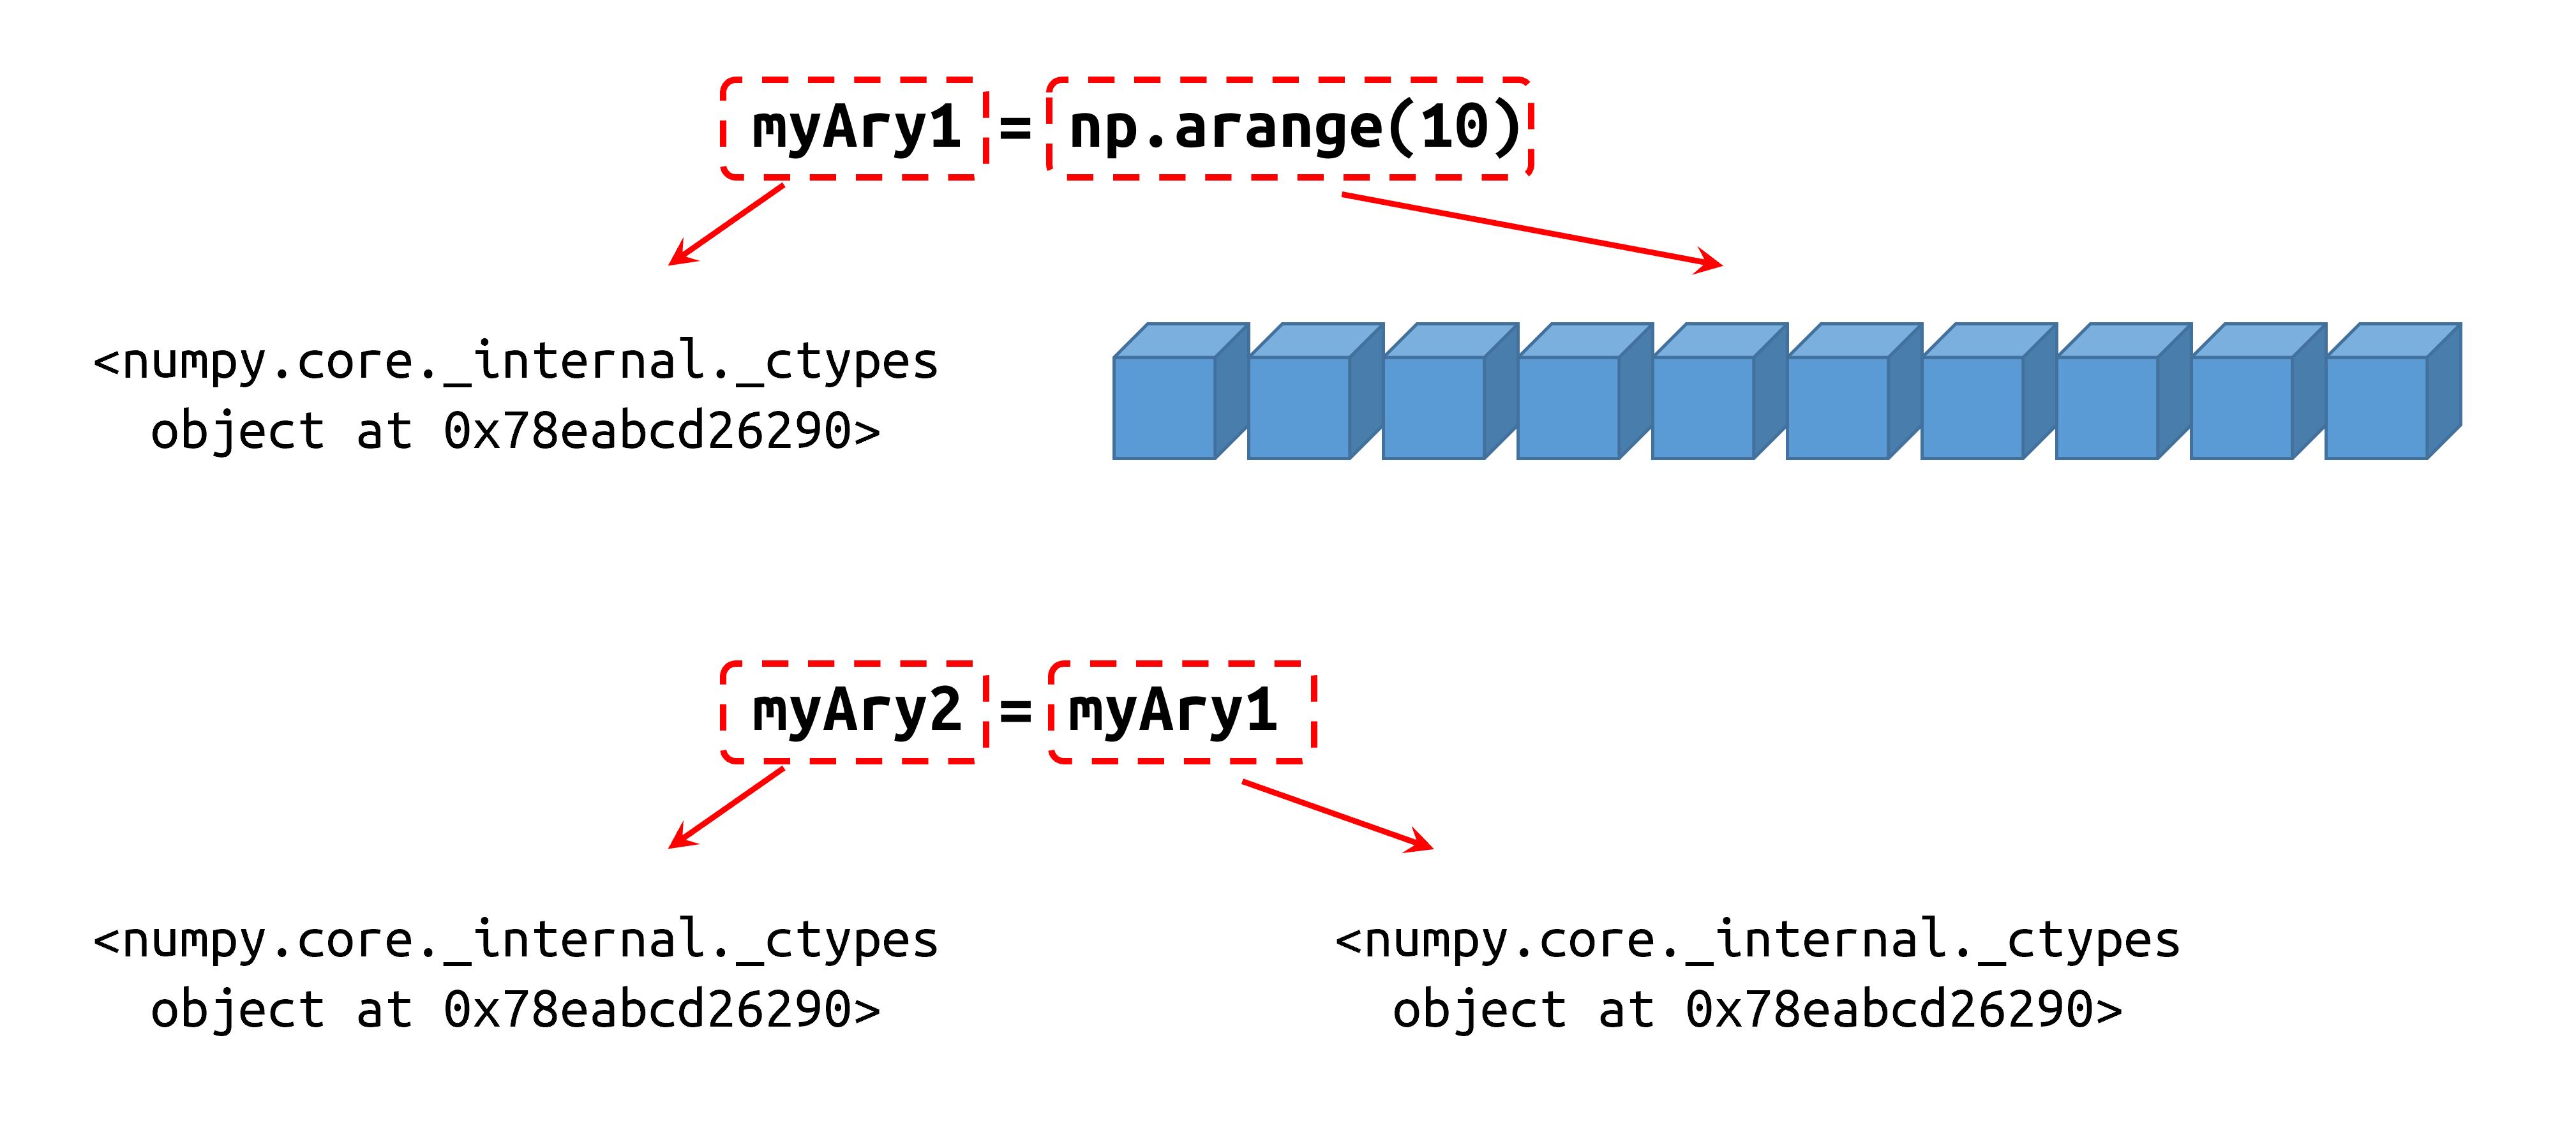 myAry1 = np.arange(10)
<numpy.core._internal._ctypes
object at 0x78eabcd26290>
myAry2 = myAry1
<numpy.core._internal._ctypes
object at 0x78eabcd26290>
<numpy.core._internal._ctypes
object at 0x78eabcd26290>